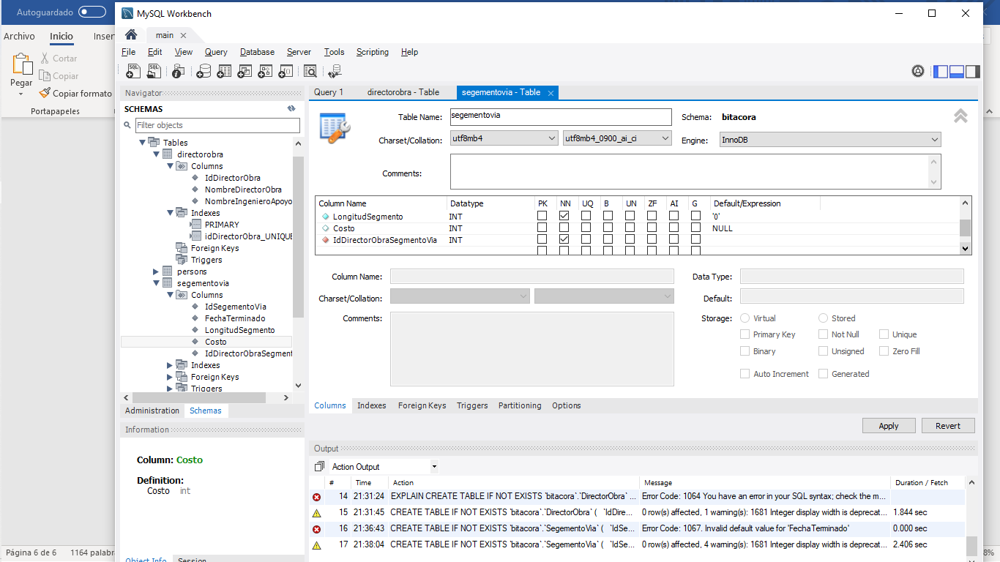 Autoguardado
MySQL Workbench
Archivo Inicio Inser
main
File Edit View Query Database Server Tools Scripting Help
Cortar
Copiar
Pegar
Copiar formato
Portapapeles
Navigator
SCHEMAS
Filter objects
Tables
directorobra
Columns
IdDirectorObra
NombreDirectorObra
NombreIngenieroApoyo
Indexes
PRIMARY
idDirectorObra_UNIQUE
Foreign Keys
Triggers
persons
segementovia
Columns
IdSegementoVia
FechaTerminado
LongitudSegmento
Costo
IdDirectorObraSegment
Indexes
Foreign Keys
Triggers
Administration Schemas
Information
Column: Costo
Definition:
Costo int
Object Info Session
Query 1 directorobra - Table segementovia - Table
Table Name: segementovia Schema: bitacora
Charset/Collation: utf8mb4 utf8mb4_0900_ai_ci Engine: InnoDB
Comments:
Column Name Datatype PK NN UQ B UN ZF AI G Default/Expression
LongitudSegmento INT '0'
Costo INT NULL
IdDirectorObraSegmentoVia INT
Column Name: Data Type:
Charset/Collation: Default:
Comments: Storage: Virtual Stored
Primary Key Not Null Unique
Binary Unsigned Zero Fill
Auto Increment Generated
Columns Indexes Foreign Keys Triggers Partitioning Options
Apply Revert
Output
Action Output
# Time Action Message Duration / Fetch
14 21:31:24 EXPLAIN CREATE TABLE IF NOT EXISTS `bitacora`.`DirectorObra` ... Error Code: 1064 You have an error in your SQL syntax; check the m...
15 21:31:45 CREATE TABLE IF NOT EXISTS `bitacora`.`DirectorObra` ( `IdDire... 0 row(s) affected, 1 warning(s): 1681 Integer display width is deprecat... 1.844 sec
16 21:36:43 CREATE TABLE IF NOT EXISTS `bitacora`.`SegementoVia` ( `IdSe... Error Code: 1067. Invalid default value for 'FechaTerminado' 0.000 sec
17 21:38:04 CREATE TABLE IF NOT EXISTS `bitacora`.`SegementoVia` ( `IdSe... 0 row(s) affected, 4 warning(s): 1681 Integer display width is deprecat... 2.406 sec
Página 6 de 6 1164 palabr
8%